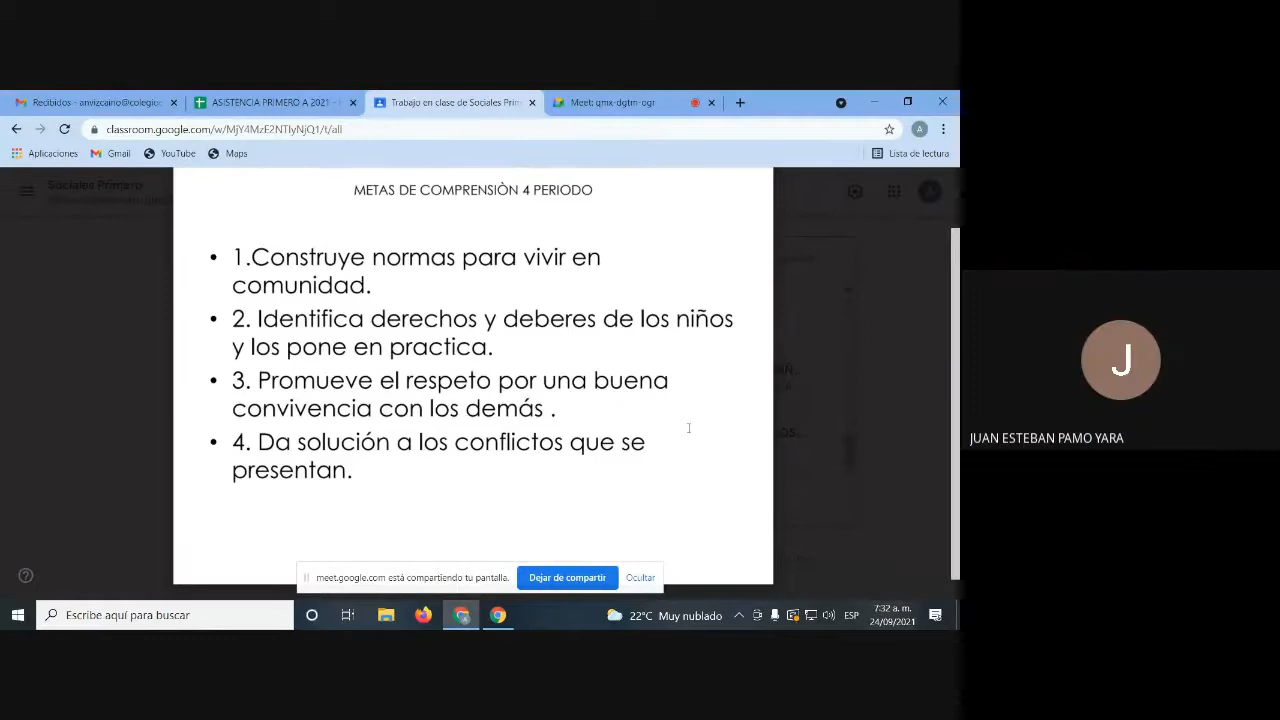 Recibidos - anvizcaino@colegio
ASISTENCIA PRIMERO A 2021 -
Trabajo en clase de Sociales Prim
Meet: qmx-dgtm-ogr
classroom.google.com/w/MjY4MzE2NTIyNjQ1/t/all
A
Aplicaciones
Gmail
YouTube
Maps
Lista de lectura
Sociales Primero
METAS DE COMPRENSIÒN 4 PERIODO
• 1.Construye normas para vivir en
comunidad.
• 2. Identifica derechos y deberes de los niños
y los pone en practica.
• 3. Promueve el respeto por una buena
convivencia con los demás .
• 4. Da solución a los conflictos que se
presentan.
J
JUAN ESTEBAN PAMO YARA
meet.google.com está compartiendo tu pantalla.
Dejar de compartir
Ocultar
Escribe aquí para buscar
22°C Muy nublado
ESP
7:32 a. m.
24/09/2021